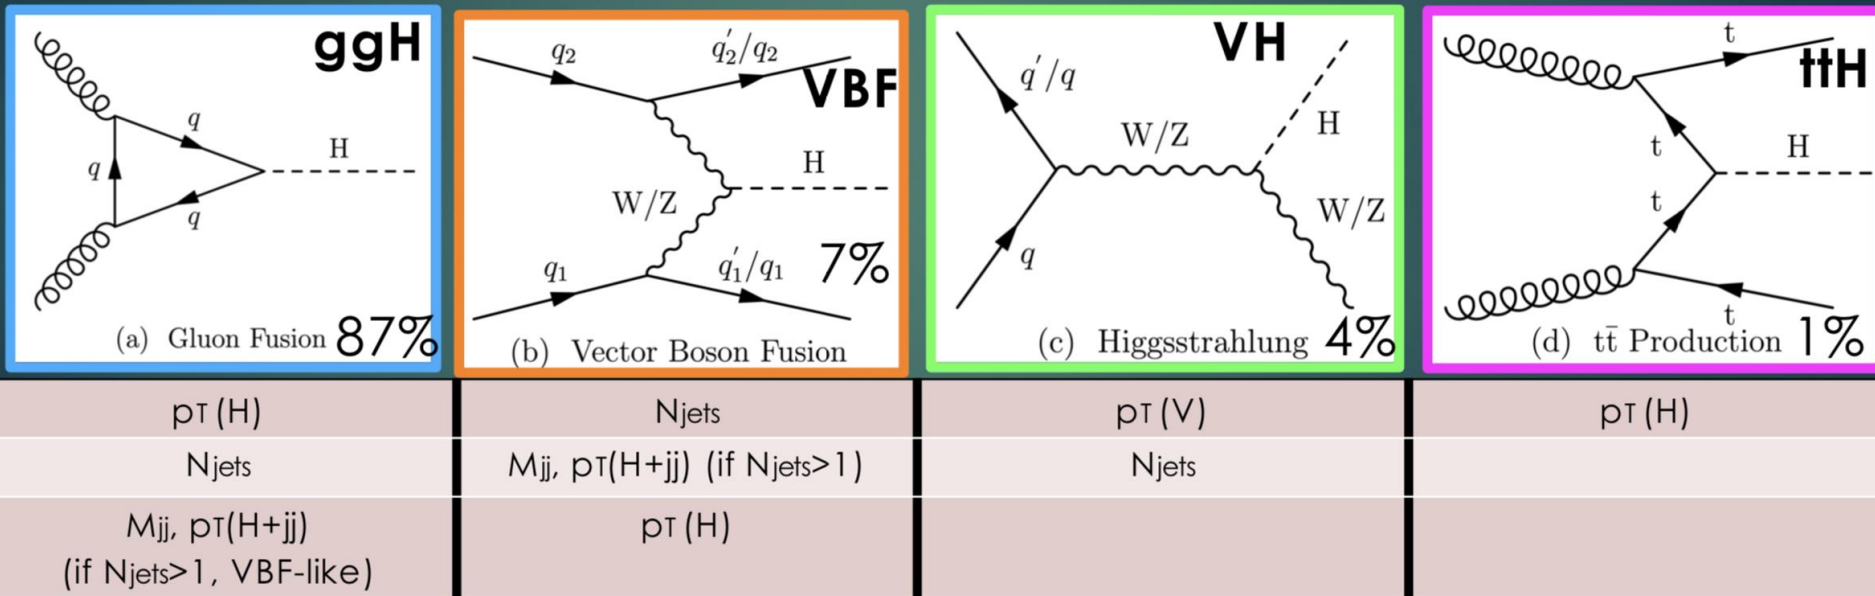 ggH
q
q
q
H
(a) Gluon Fusion 87%
VBF
q₂
q₂′/q₂
H
W/Z
q₁
q₁′/q₁
7%
(b) Vector Boson Fusion
VH
q′/q
W/Z
H
W/Z
q
(c) Higgsstrahlung 4%
ttH
t
t
H
t
t
(d) tt̄ Production 1%
pT (H)
Njets
pT (V)
pT (H)
Njets
Mjj, pT(H+jj) (if Njets>1)
Njets
Mjj, pT(H+jj)
(if Njets>1, VBF-like)
pT (H)